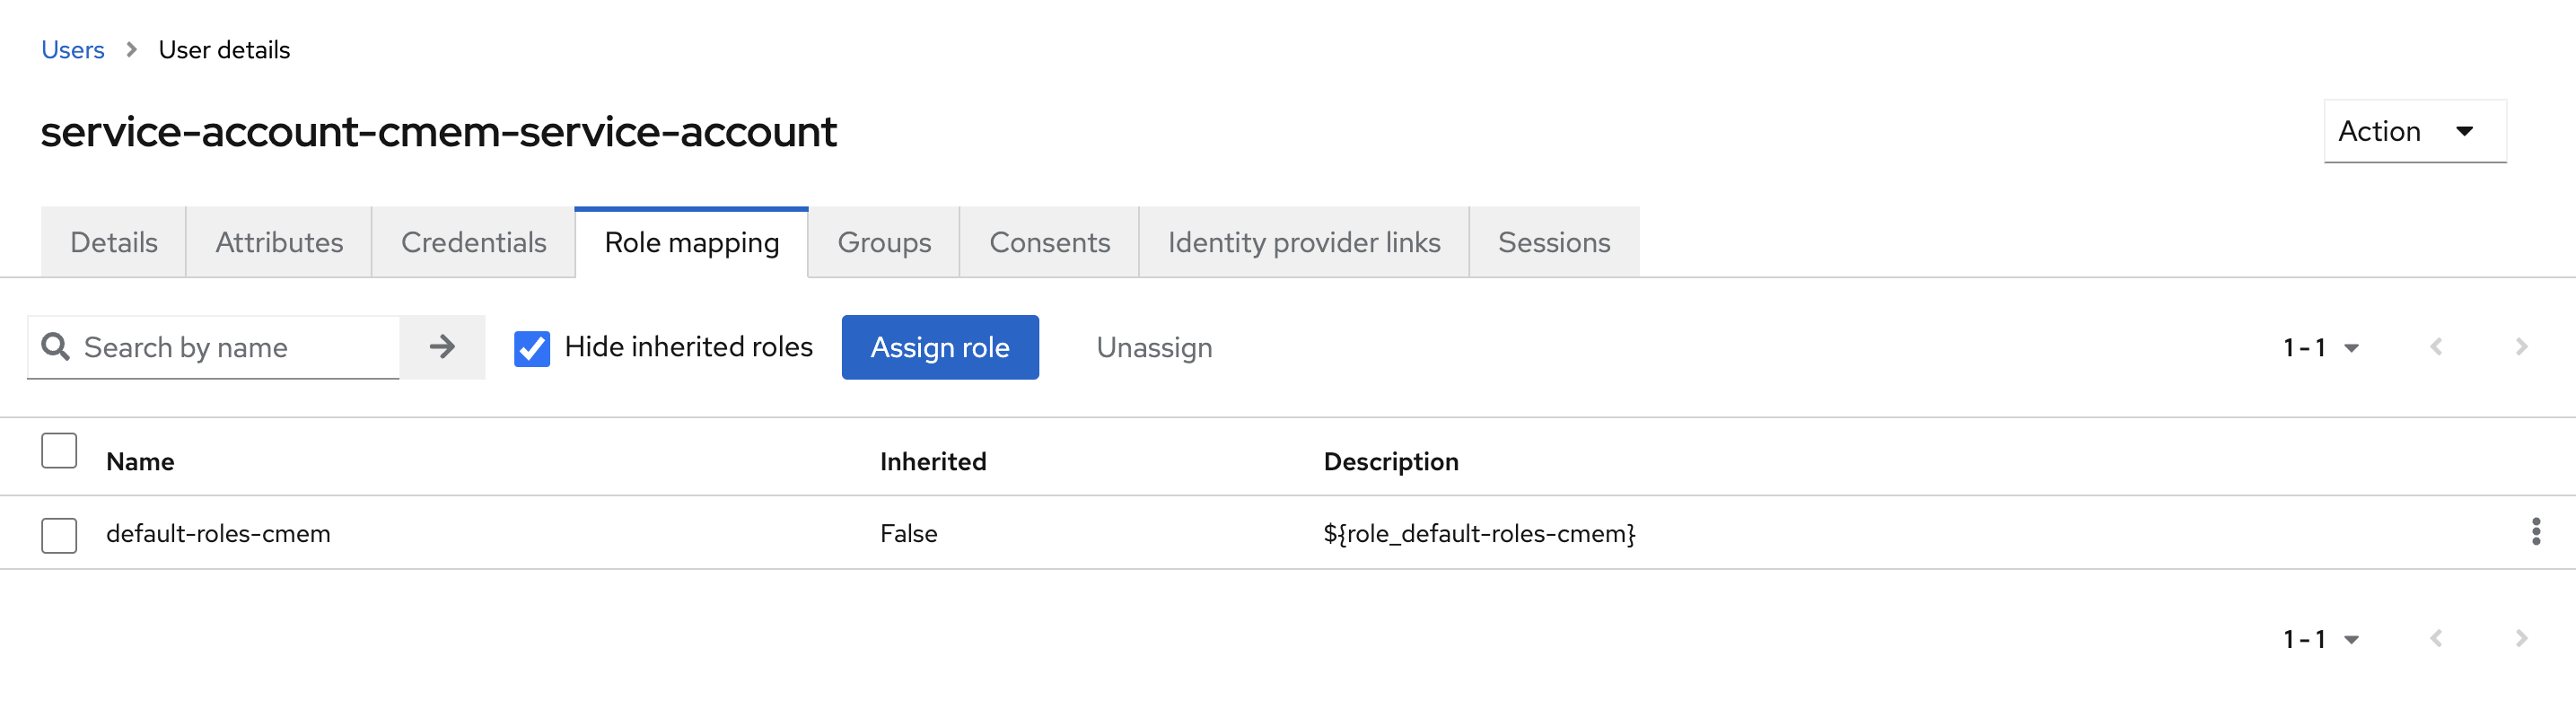 Users > User details
service-account-cmem-service-account
Action
Details Attributes Credentials Role mapping Groups Consents Identity provider links Sessions
Search by name Hide inherited roles Assign role Unassign 1 - 1
Name Inherited Description
default-roles-cmem False ${role_default-roles-cmem}
1 - 1